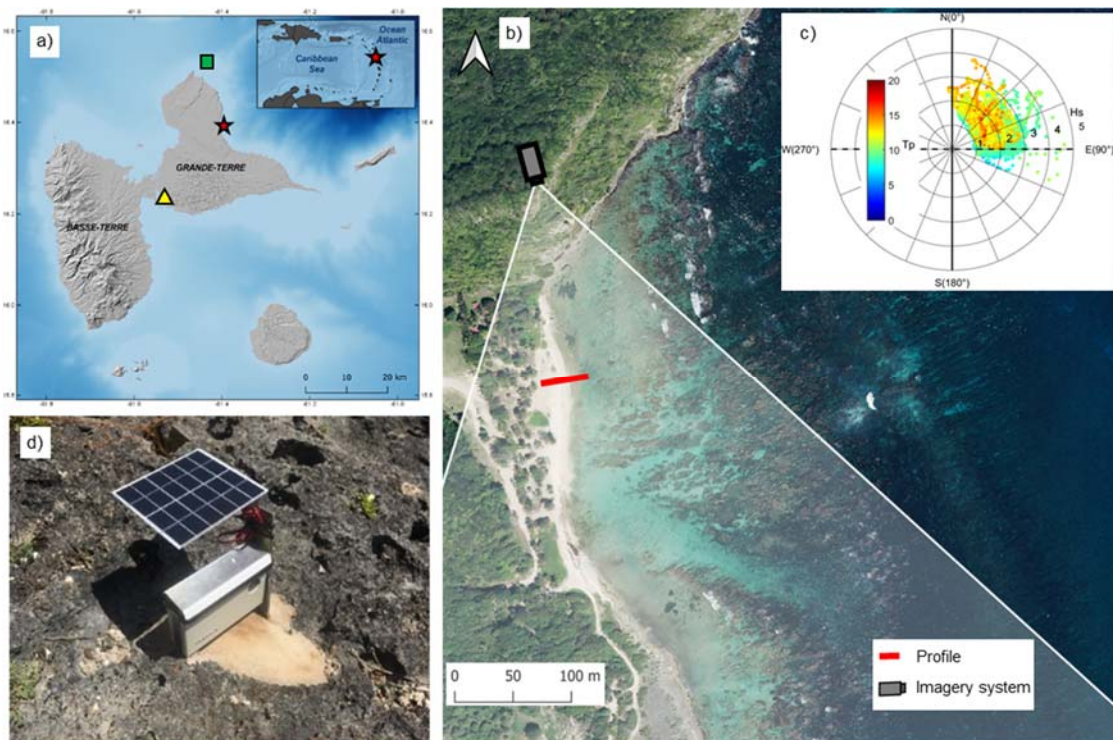 a)
Ocean
Atlantic
Caribbean
Sea
GRANDE-TERRE
BASSE-TERRE
0 10 20 km
b)
0 50 100 m
Profile
Imagery system
c)
N(0°)
20
15
10
5
0
Tp
Hs
1 2 3 4 5
W(270°)
E(90°)
S(180°)
d)